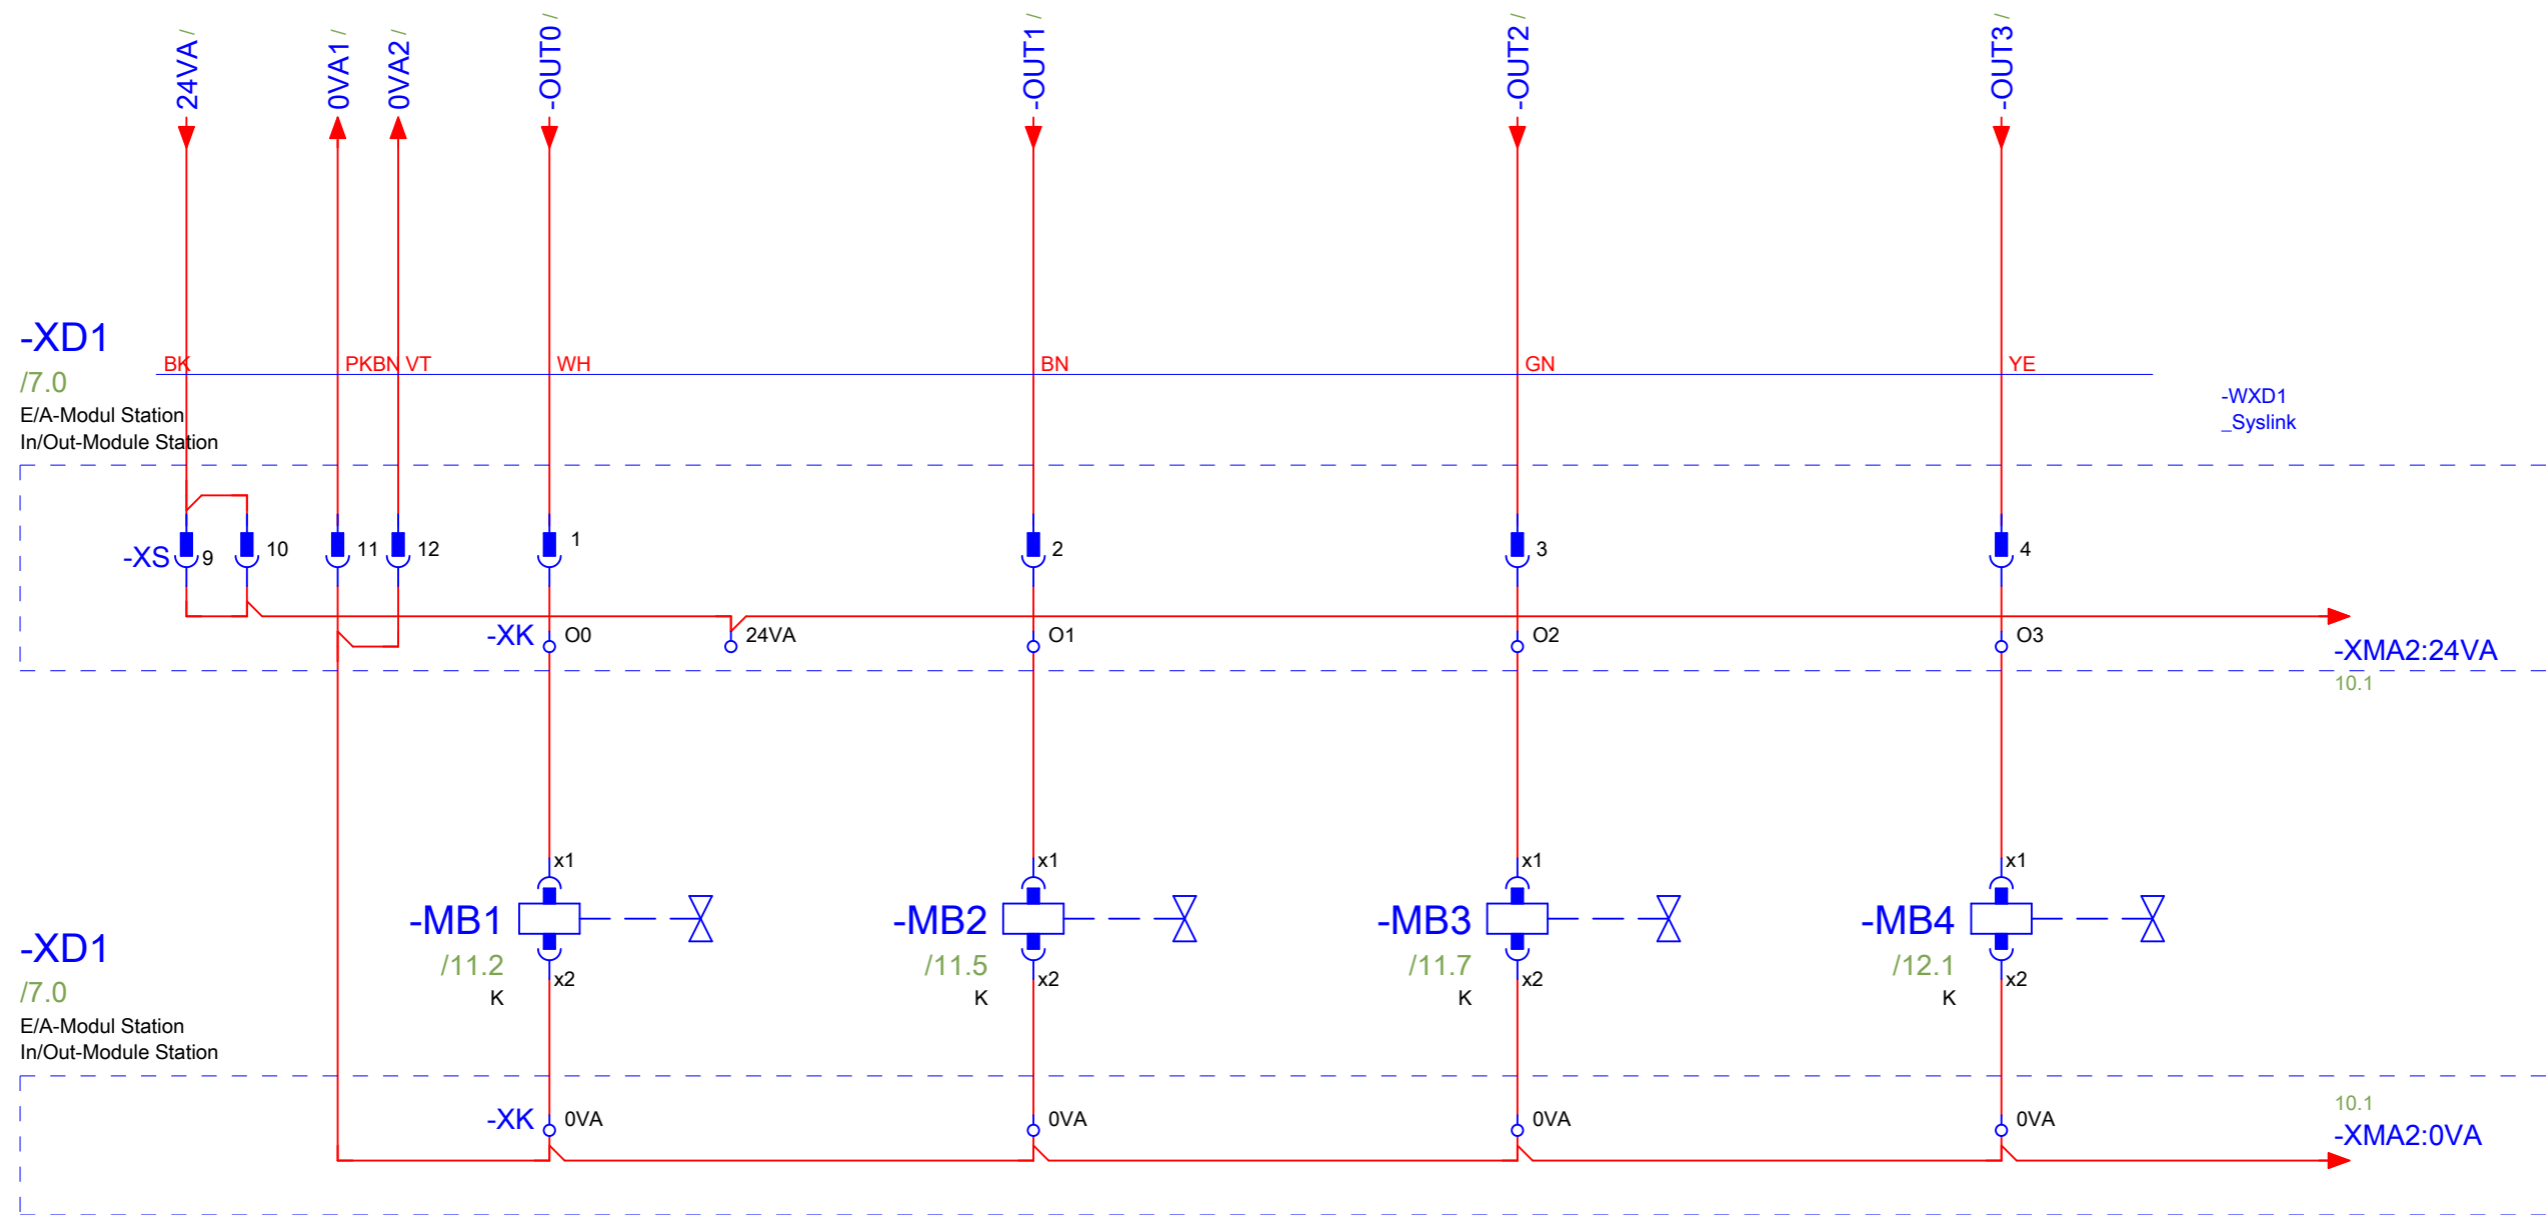 24VA /
0VA1 /
0VA2 /
-OUT0 /
-OUT1 /
-OUT2 /
-OUT3 /
-XD1
/7.0
E/A-Modul Station
In/Out-Module Station
BK
PKBN
VT
WH
BN
GN
YE
-WXD1
_Syslink
-XS
9
10
11
12
1
2
3
4
-XK
O0
24VA
O1
O2
O3
-XMA2:24VA
10.1
x1
x1
x1
x1
-MB1
/11.2
K
x2
-MB2
/11.5
K
x2
-MB3
/11.7
K
x2
-MB4
/12.1
K
x2
-XD1
/7.0
E/A-Modul Station
In/Out-Module Station
-XK
0VA
0VA
0VA
0VA
10.1
-XMA2:0VA